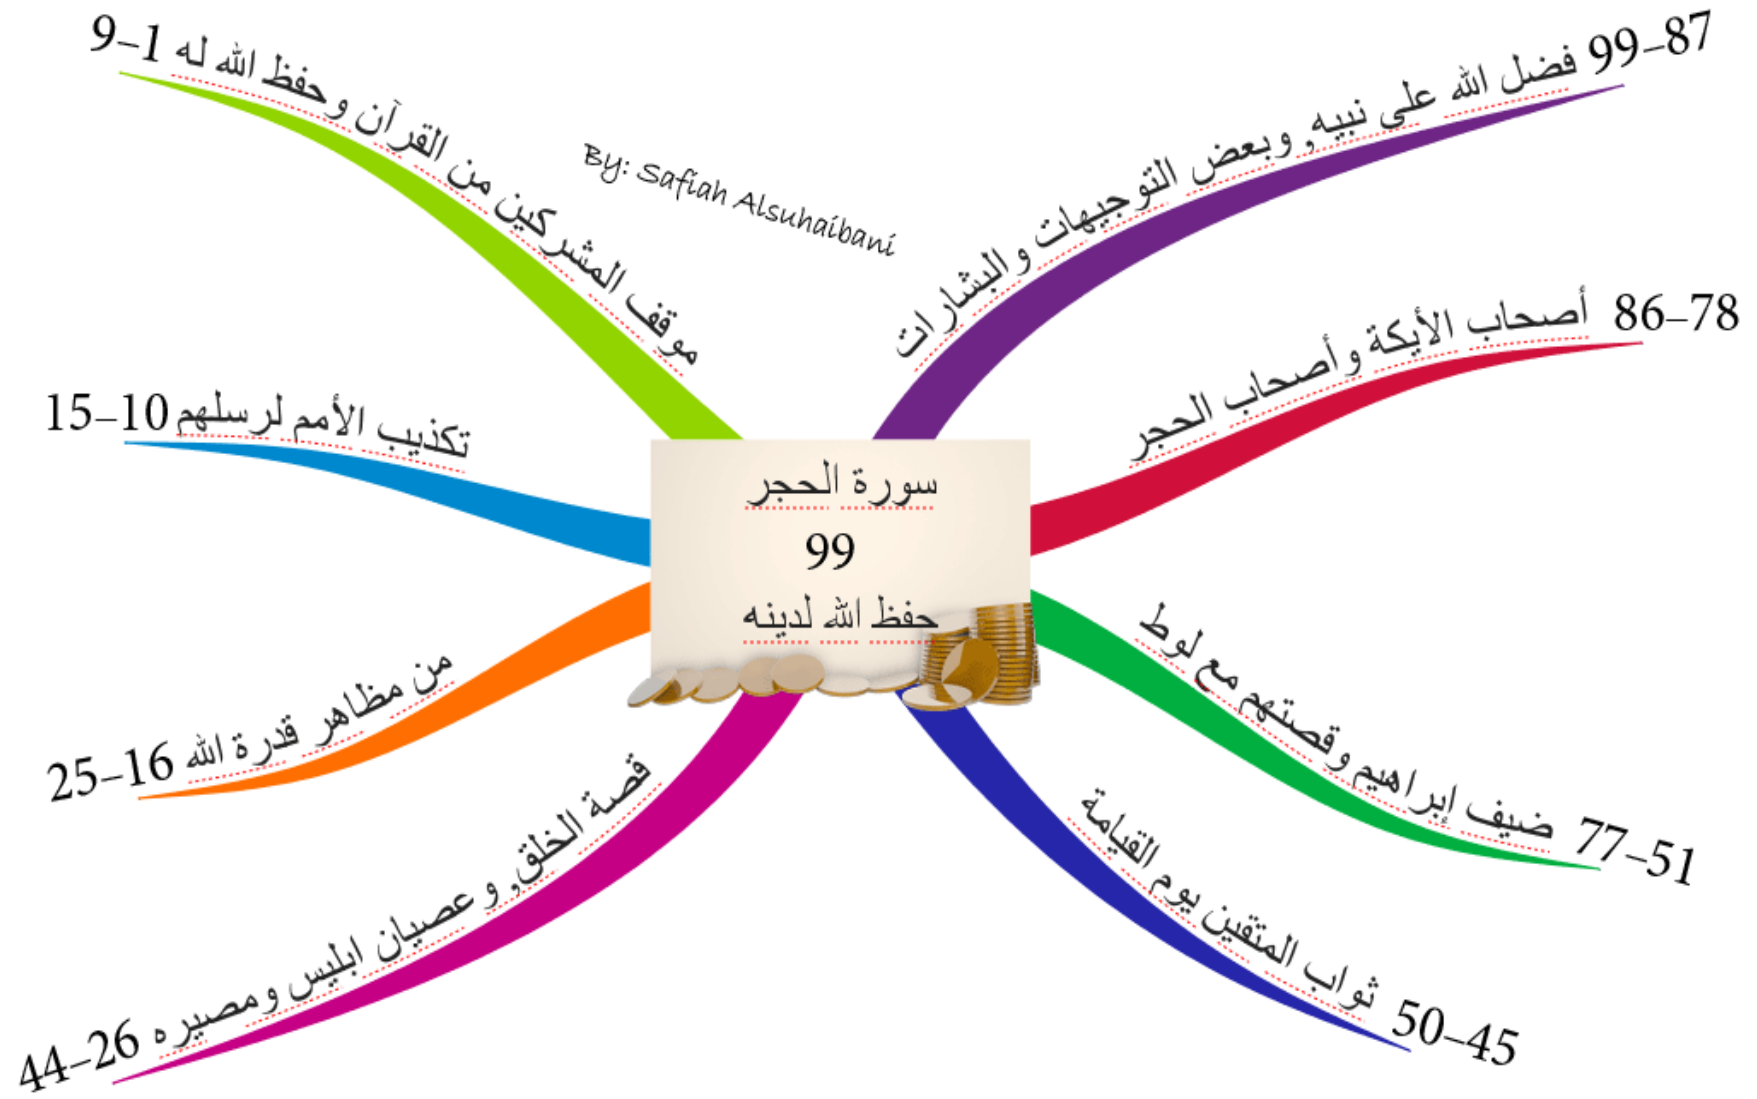 سورة الحجر
99
حفظ الله لدينه
By: Safiah Alsuhaibani
فضل الله على نبيه, وبعض التوجيهات والبشارات 99–87
أصحاب الأيكة وأصحاب الحجر 86–78
ضيف إبراهيم وقصتهم مع لوط 77–51
ثواب المتقين يوم القيامة 50–45
قصة الخلق, وعصيان ابليس ومصيره 44–26
من مظاهر قدرة الله 25–16
تكذيب الأمم لرسلهم 15–10
موقف المشركين من القرآن وحفظ الله له 9–1